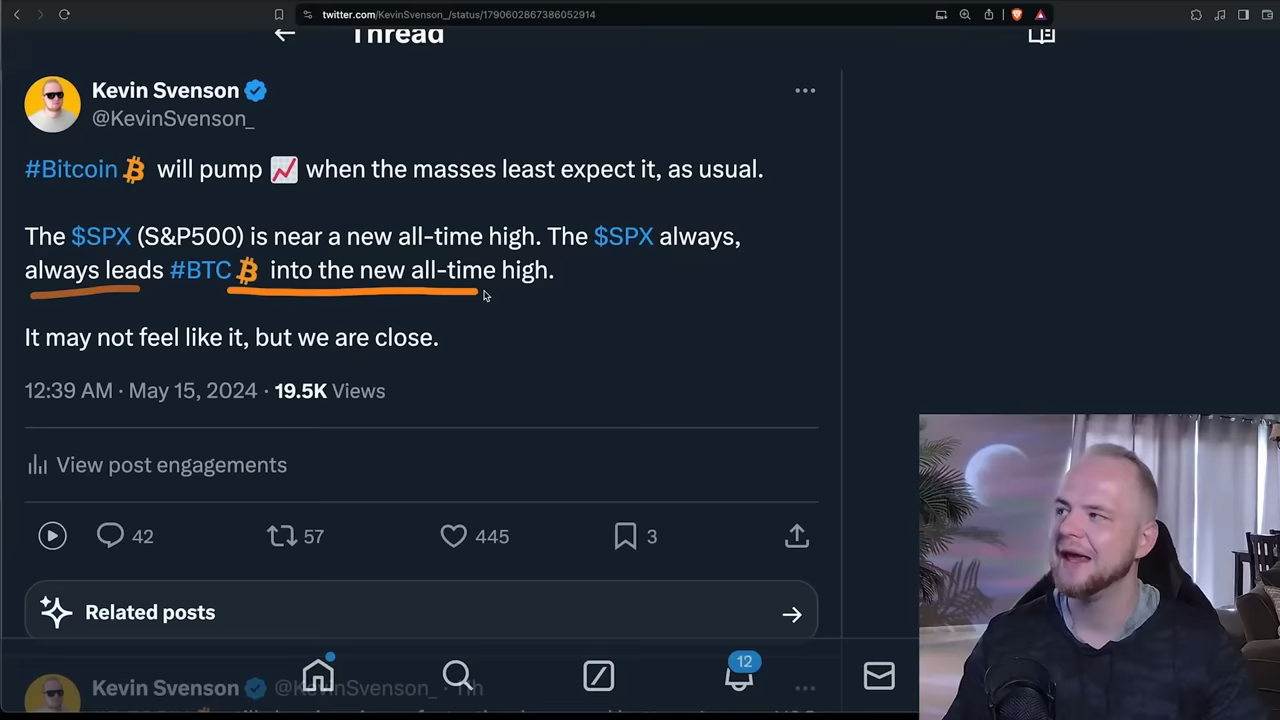 twitter.com/KevinSvenson_/status/1790602867386052914
Thread
Kevin Svenson
@KevinSvenson_
#Bitcoin will pump 📈 when the masses least expect it, as usual.
The $SPX (S&P500) is near a new all-time high. The $SPX always,
always leads #BTC into the new all-time high.
It may not feel like it, but we are close.
12:39 AM · May 15, 2024 · 19.5K Views
View post engagements
42 57 445 3
Related posts
12
Kevin Svenson @KevinSvenson_